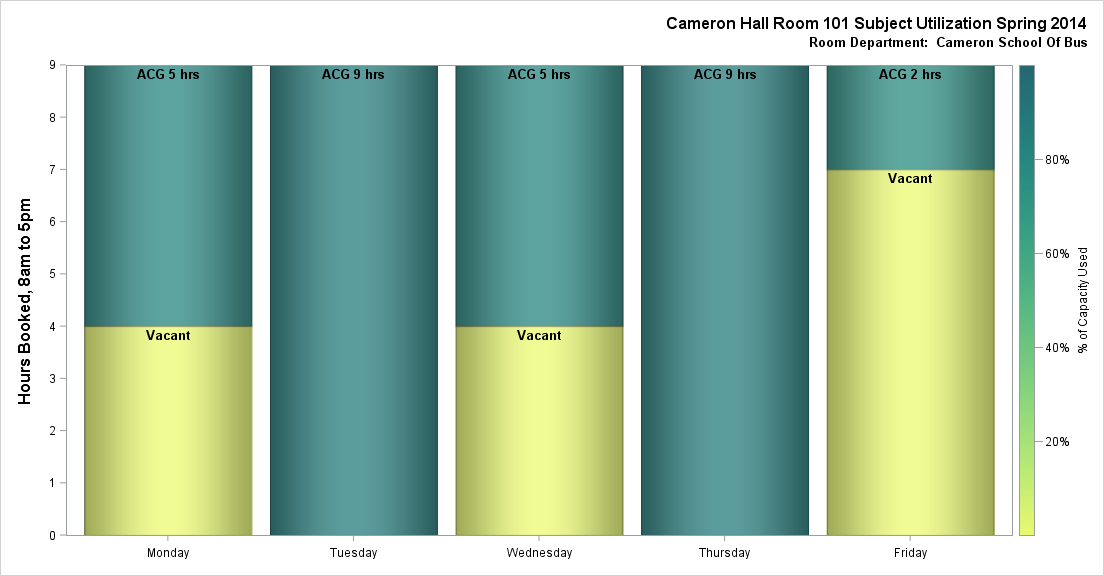 Cameron Hall Room 101 Subject Utilization Spring 2014
Room Department:  Cameron School Of Bus
Hours Booked, 8am to 5pm
9
8
7
6
5
4
3
2
1
0
ACG 5 hrs
Vacant
ACG 9 hrs
ACG 5 hrs
Vacant
ACG 9 hrs
ACG 2 hrs
Vacant
Monday
Tuesday
Wednesday
Thursday
Friday
80%
60%
40%
20%
% of Capacity Used